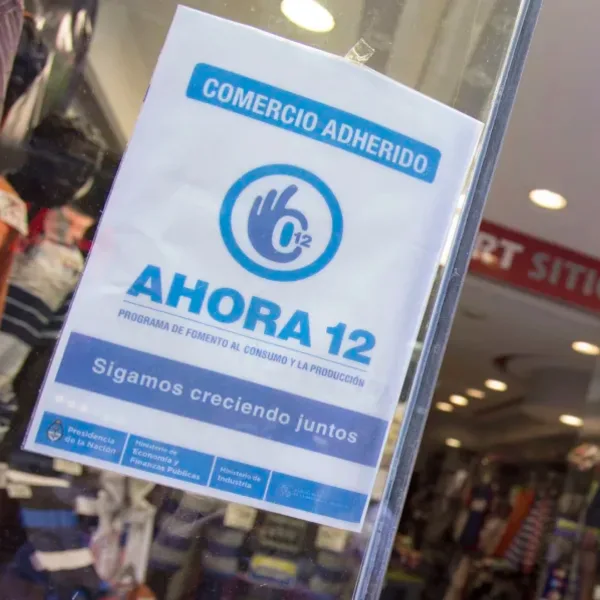 COMERCIO ADHERIDO
12
AHORA 12
PROGRAMA DE FOMENTO AL CONSUMO Y LA PRODUCCIÓN
Sigamos creciendo juntos
Presidencia
de la Nación
Ministerio de
Economía y
Finanzas Públicas
Ministerio de
Industria
RT SITIO